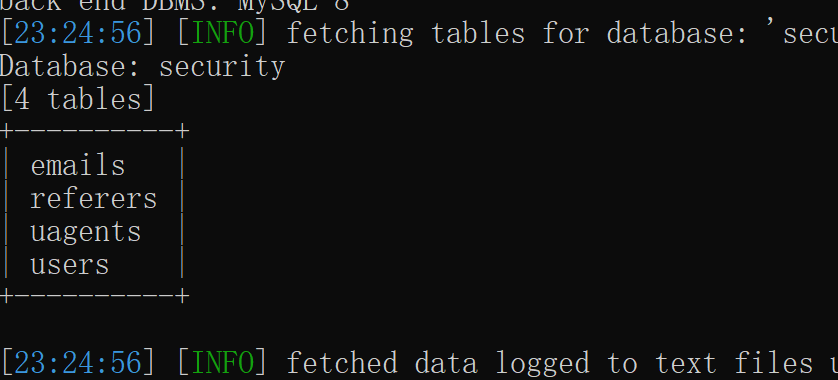 back end DBMS: MySQL 8
[23:24:56] [INFO] fetching tables for database: 'secu
Database: security
[4 tables]
+----------+
| emails   |
| referers |
| uagents  |
| users    |
+----------+
[23:24:56] [INFO] fetched data logged to text files u